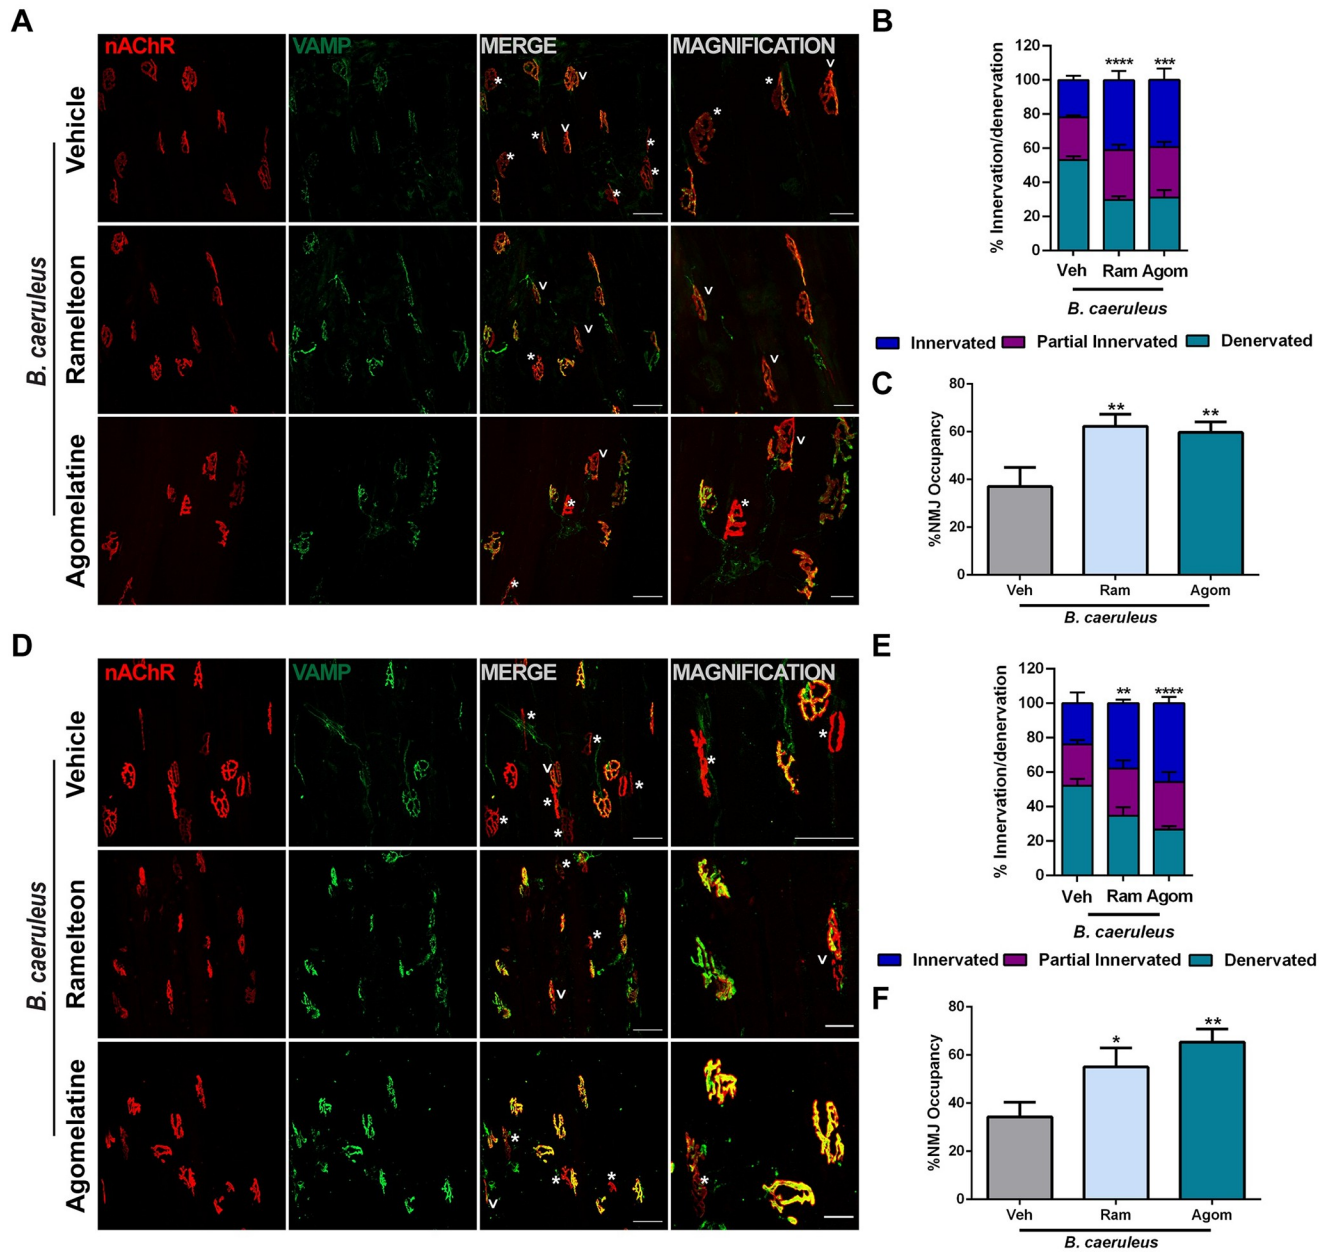 A
nAChR
VAMP
MERGE
MAGNIFICATION
B. caeruleus
Vehicle
Ramelteon
Agomelatine
* v * v * * * * *
* v *
v v *
v v
v * *
v *
B
% Innervation/denervation
120
100
80
60
40
20
0
**** ***
Veh Ram Agom
B. caeruleus
Innervated Partial Innervated Denervated
C
%NMJ Occupancy
80
60
40
20
0
** **
Veh Ram Agom
B. caeruleus
D
nAChR
VAMP
MERGE
MAGNIFICATION
B. caeruleus
Vehicle
Ramelteon
Agomelatine
* * v * * * *
* *
* * v
v
* * * v
*
E
% Innervation/denervation
120
100
80
60
40
20
0
** ****
Veh Ram Agom
B. caeruleus
Innervated Partial Innervated Denervated
F
%NMJ Occupancy
80
60
40
20
0
* **
Veh Ram Agom
B. caeruleus